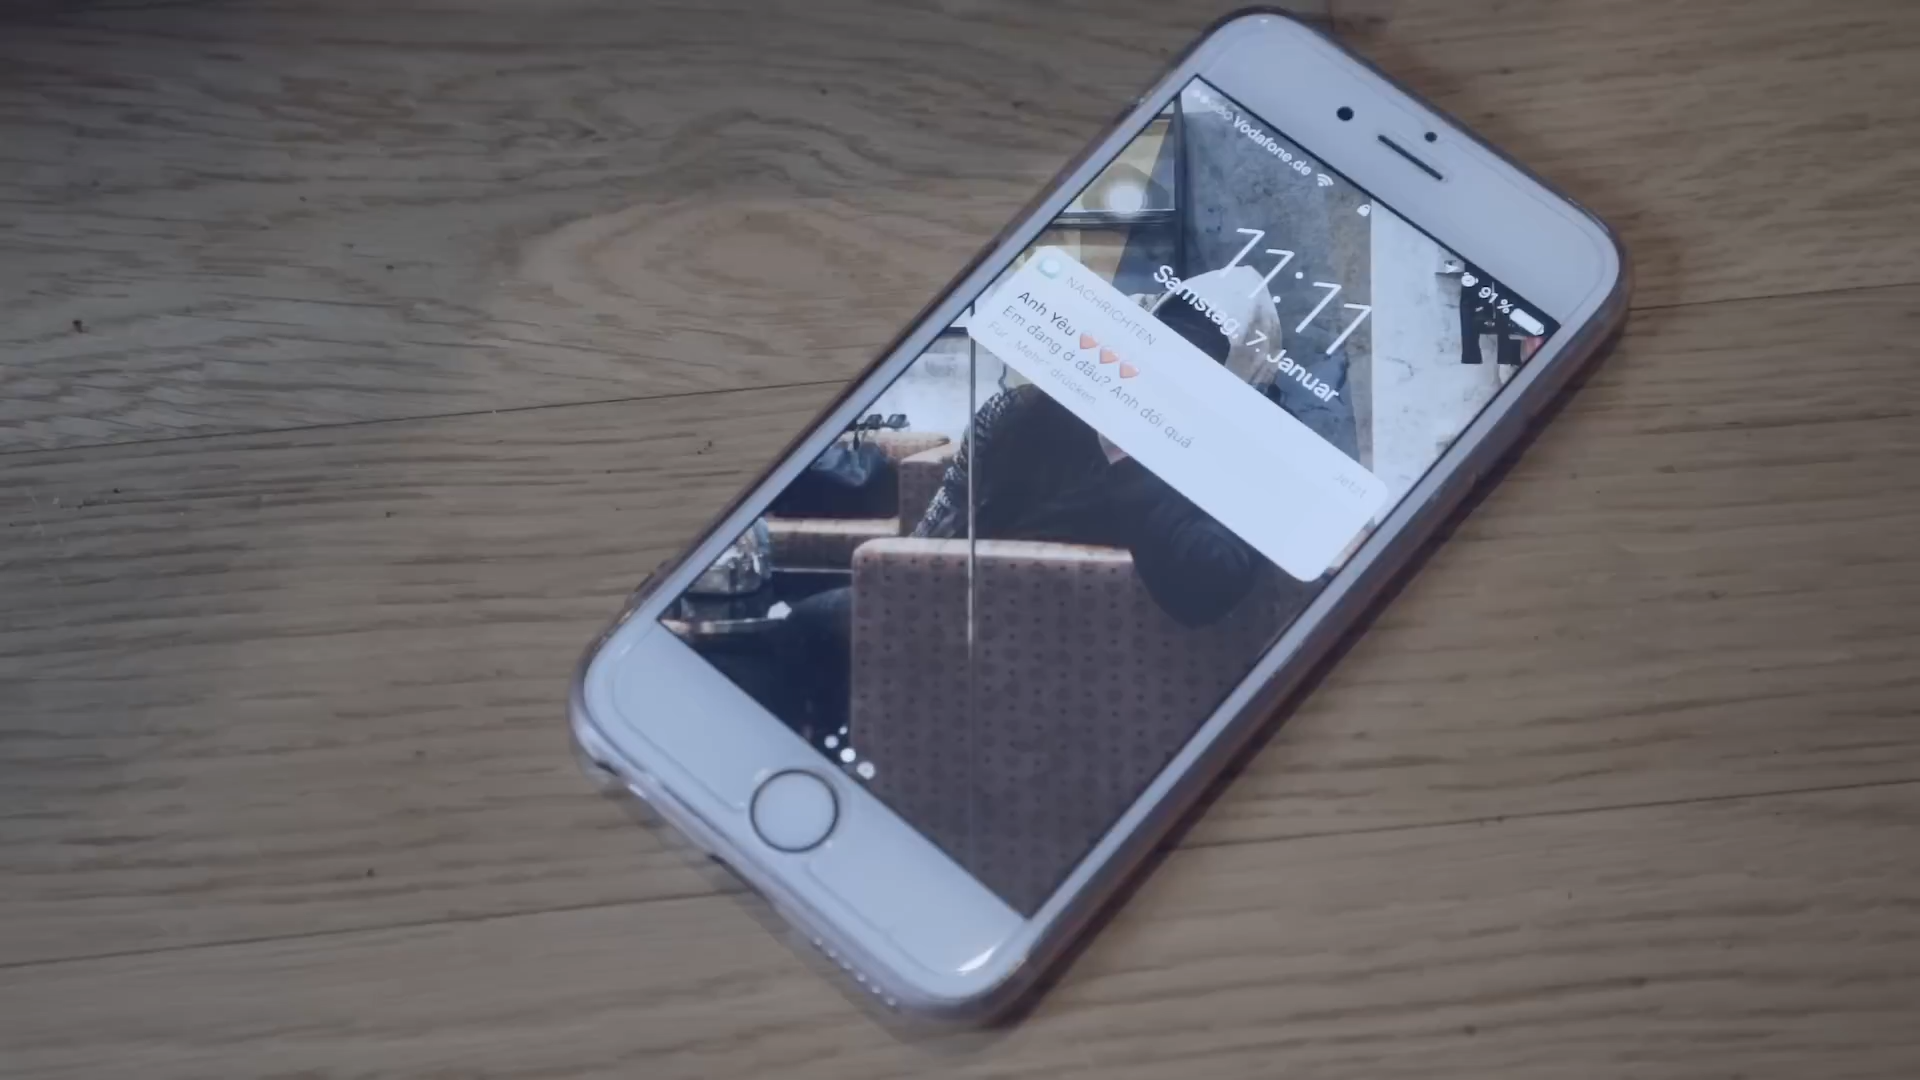 Vodafone.de
91 %
11:11
Samstag, 7. Januar
NACHRICHTEN
Jetzt
Anh Yêu ❤❤❤
Em đang ở đâu? Anh đói quá
Für „Mehr“ drücken